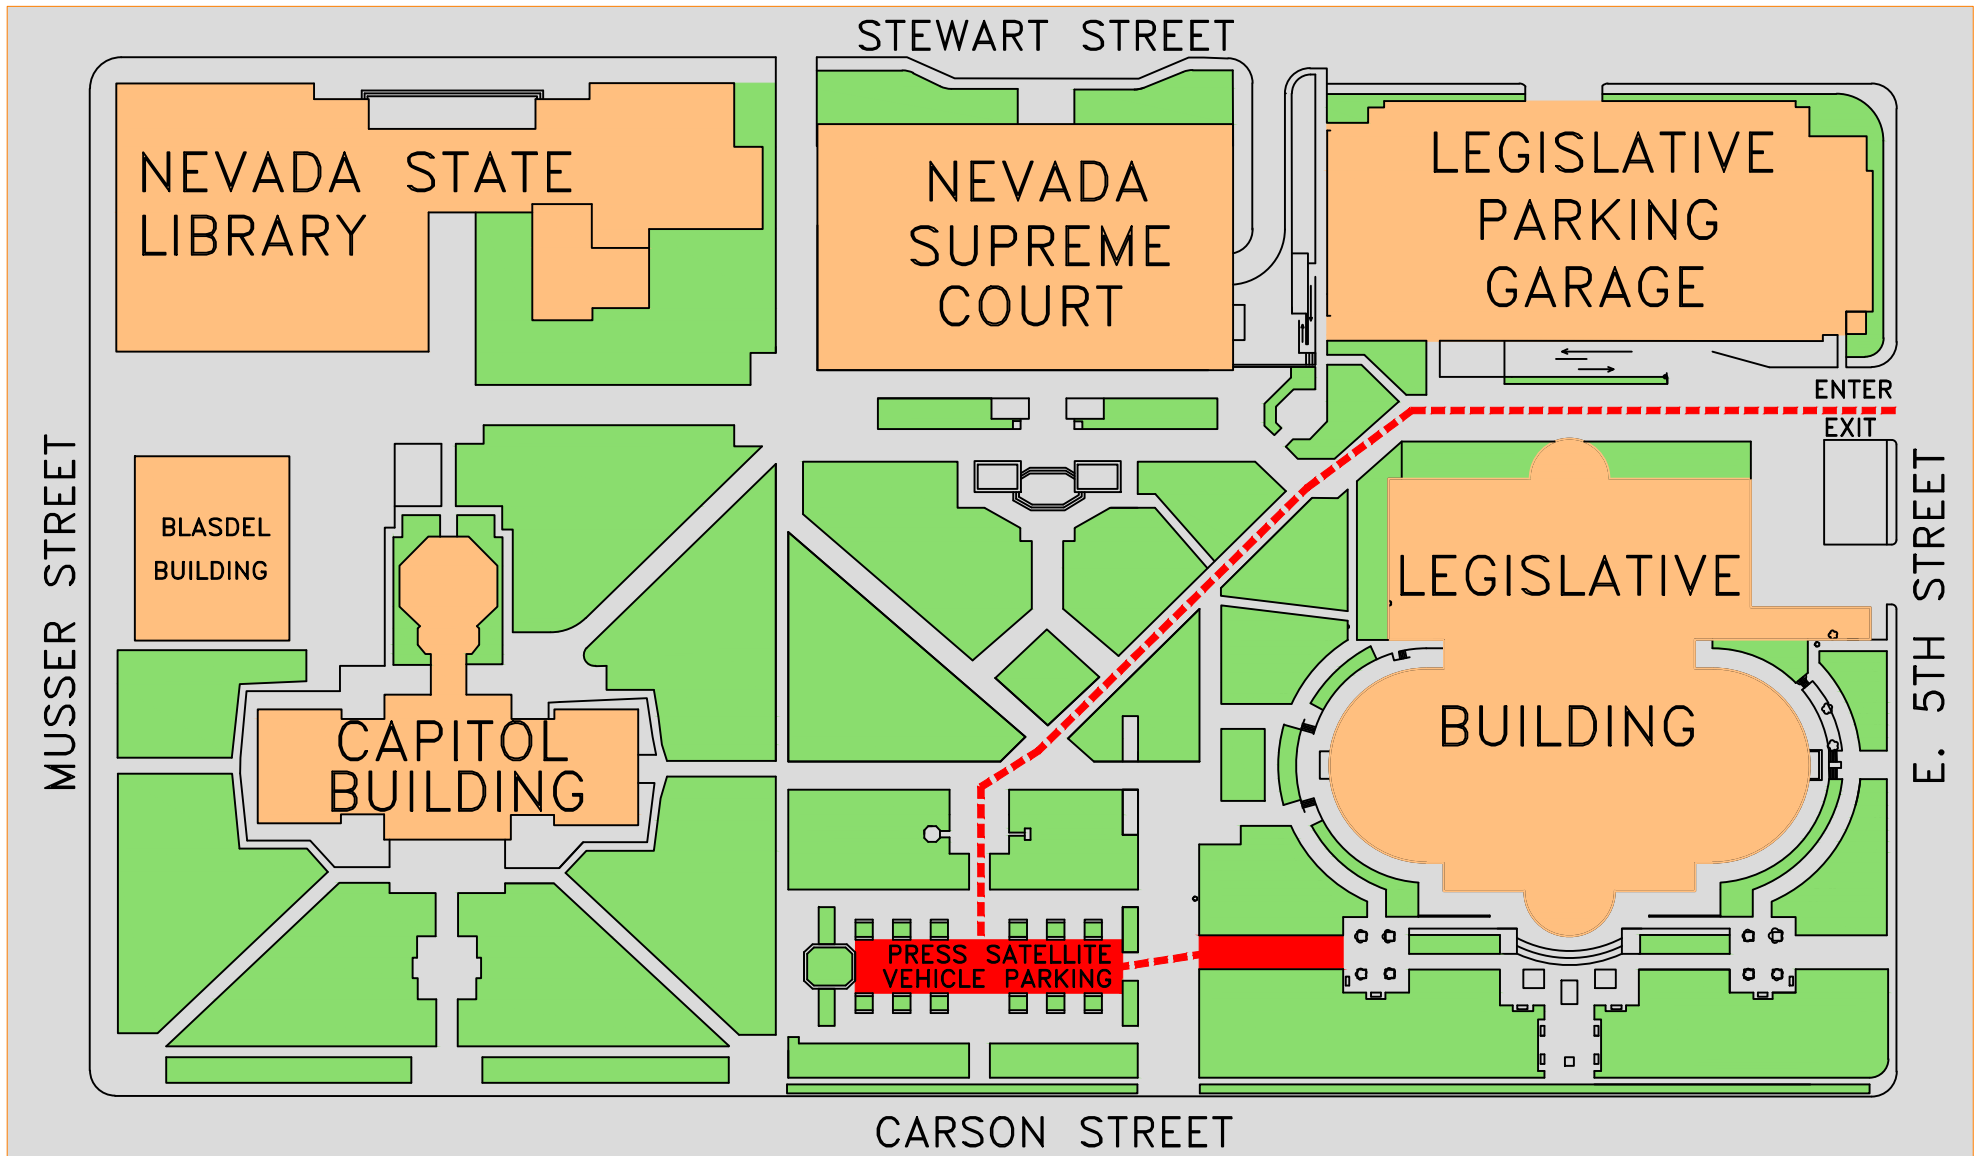 STEWART STREET
NEVADA STATE
LIBRARY
NEVADA
SUPREME
COURT
LEGISLATIVE
PARKING
GARAGE
ENTER
EXIT
MUSSER STREET
BLASDEL
BUILDING
CAPITOL
BUILDING
LEGISLATIVE
BUILDING
E. 5TH STREET
PRESS SATELLITE
VEHICLE PARKING
CARSON STREET